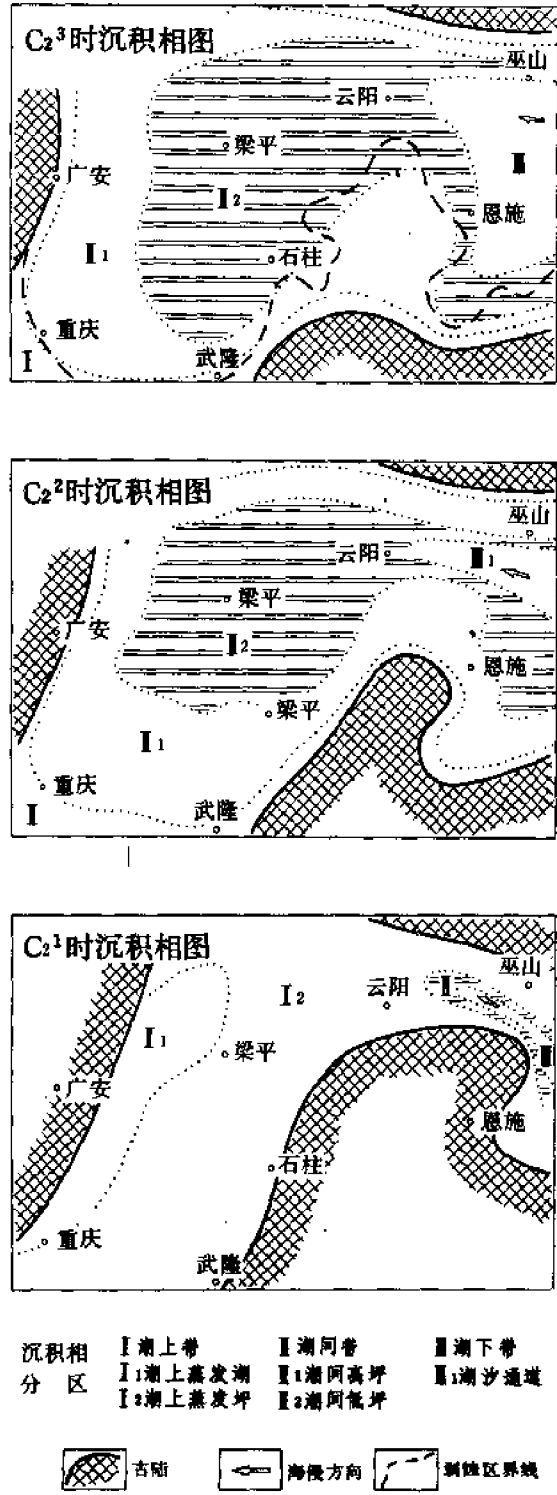 C₂³时沉积相图
巫山
云阳
梁平
广安
Ⅲ
Ⅱ₂
恩施
Ⅱ₁
石柱
重庆
武隆
Ⅰ
C₂²时沉积相图
巫山
云阳
Ⅲ₁
梁平
广安
Ⅱ₂
恩施
梁平
Ⅱ₁
重庆
武隆
Ⅰ
C₂¹时沉积相图
巫山
Ⅰ₂
云阳
Ⅱ
Ⅰ₁
梁平
Ⅲ
广安
恩施
石柱
重庆
武隆
沉积相 Ⅰ潮上带 Ⅱ潮间带 Ⅲ潮下带
分 区 Ⅰ₁潮上蒸发湖 Ⅱ₁潮间高坪 Ⅲ₁潮汐通道
Ⅰ₂潮上蒸发坪 Ⅱ₂潮间低坪
古陆 海侵方向 剥蚀区界线